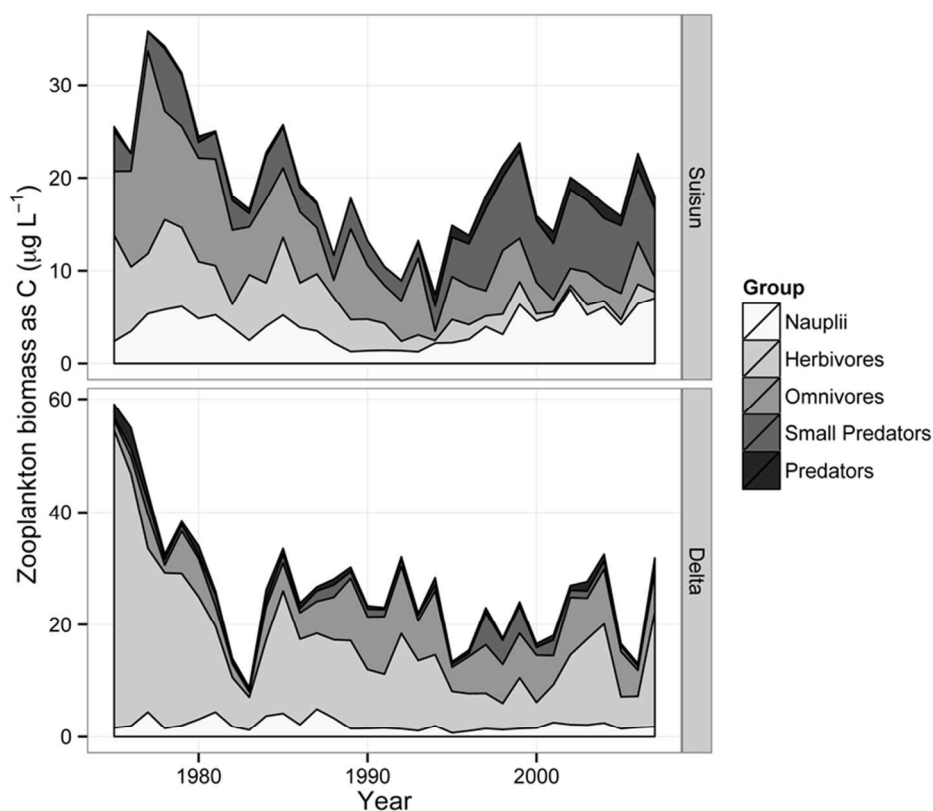 Zooplankton biomass as C (μg L⁻¹)
30
20
10
0
Suisun
60
40
20
0
Delta
1980
1990
2000
Year
Group
Nauplii
Herbivores
Omnivores
Small Predators
Predators